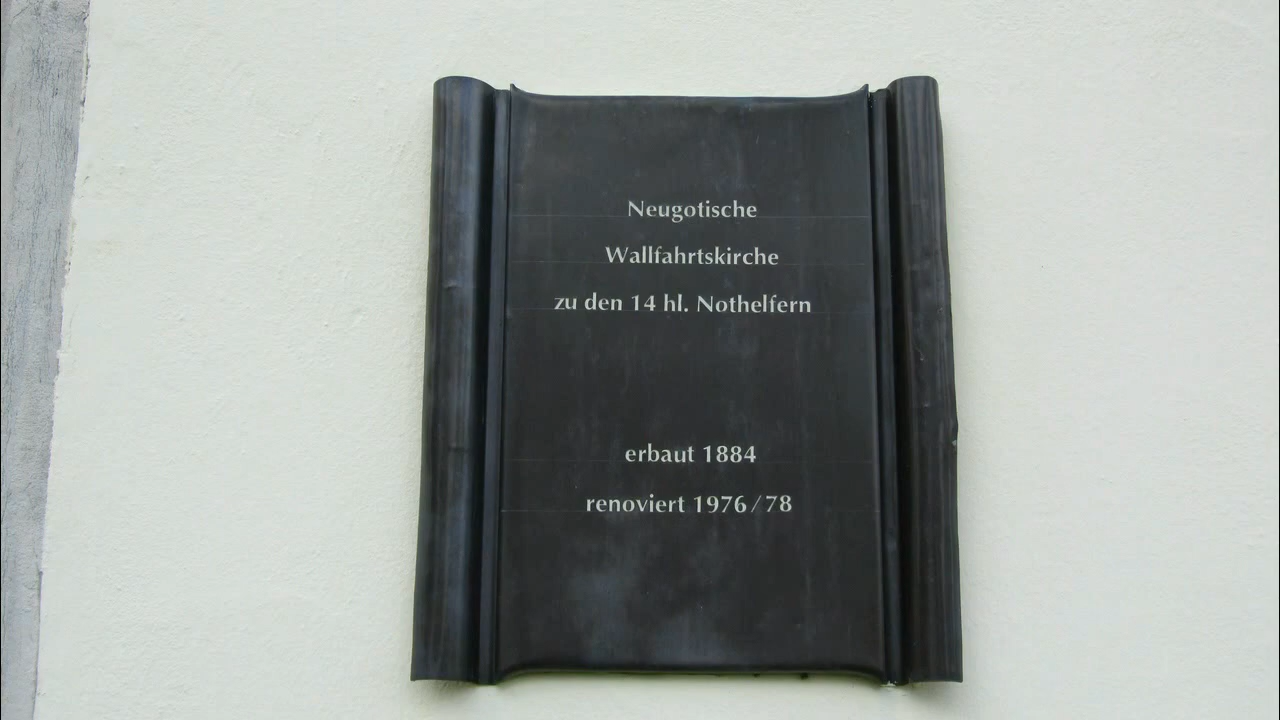 Neugotische
Wallfahrtskirche
zu den 14 hl. Nothelfern
erbaut 1884
renoviert 1976/78